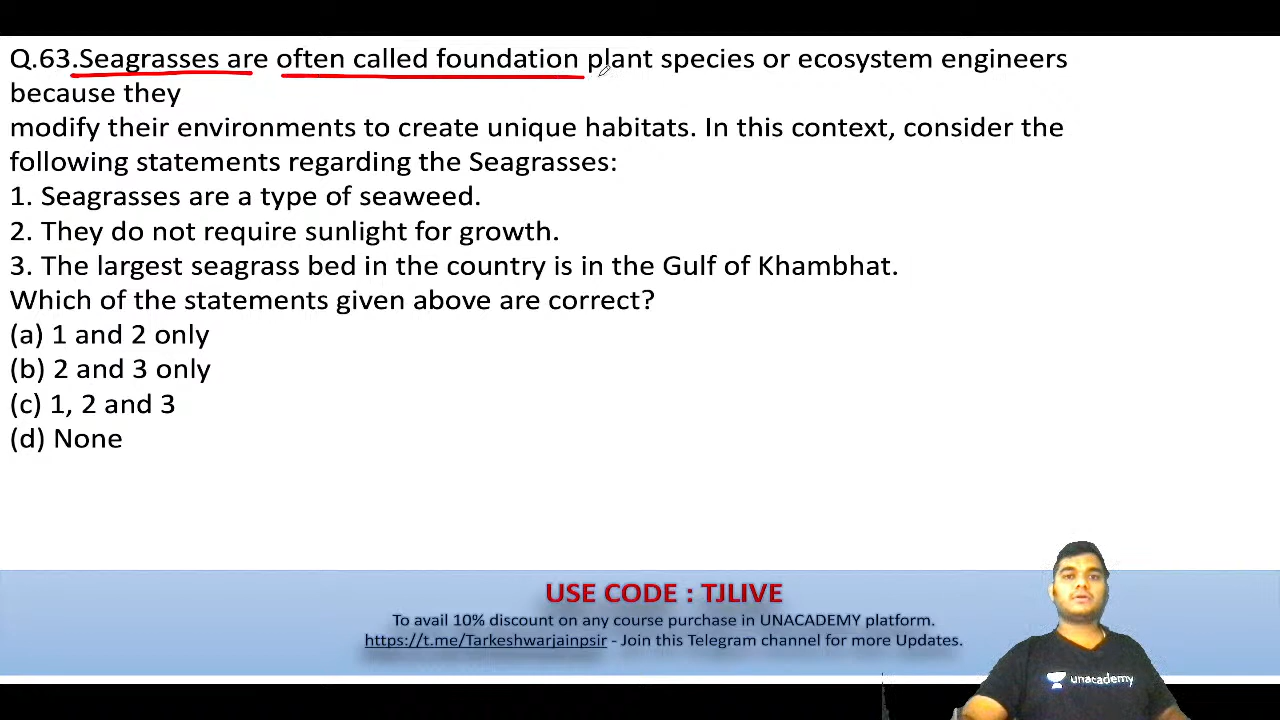 Q.63.Seagrasses are often called foundation plant species or ecosystem engineers
because they
modify their environments to create unique habitats. In this context, consider the
following statements regarding the Seagrasses:
1. Seagrasses are a type of seaweed.
2. They do not require sunlight for growth.
3. The largest seagrass bed in the country is in the Gulf of Khambhat.
Which of the statements given above are correct?
(a) 1 and 2 only
(b) 2 and 3 only
(c) 1, 2 and 3
(d) None
USE CODE : TJLIVE
To avail 10% discount on any course purchase in UNACADEMY platform.
https://t.me/Tarkeshwarjainpsir - Join this Telegram channel for more Updates.
unacademy